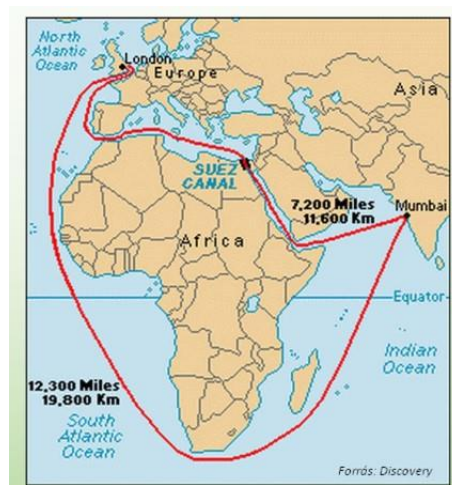 North
Atlantic
Ocean
London
Europe
Asia
SUEZ
CANAL
7,200 Miles
11,600 Km
Mumbai
Africa
Equator
Indian
Ocean
12,300 Miles
19,800 Km
South
Atlantic
Ocean
Forrás: Discovery